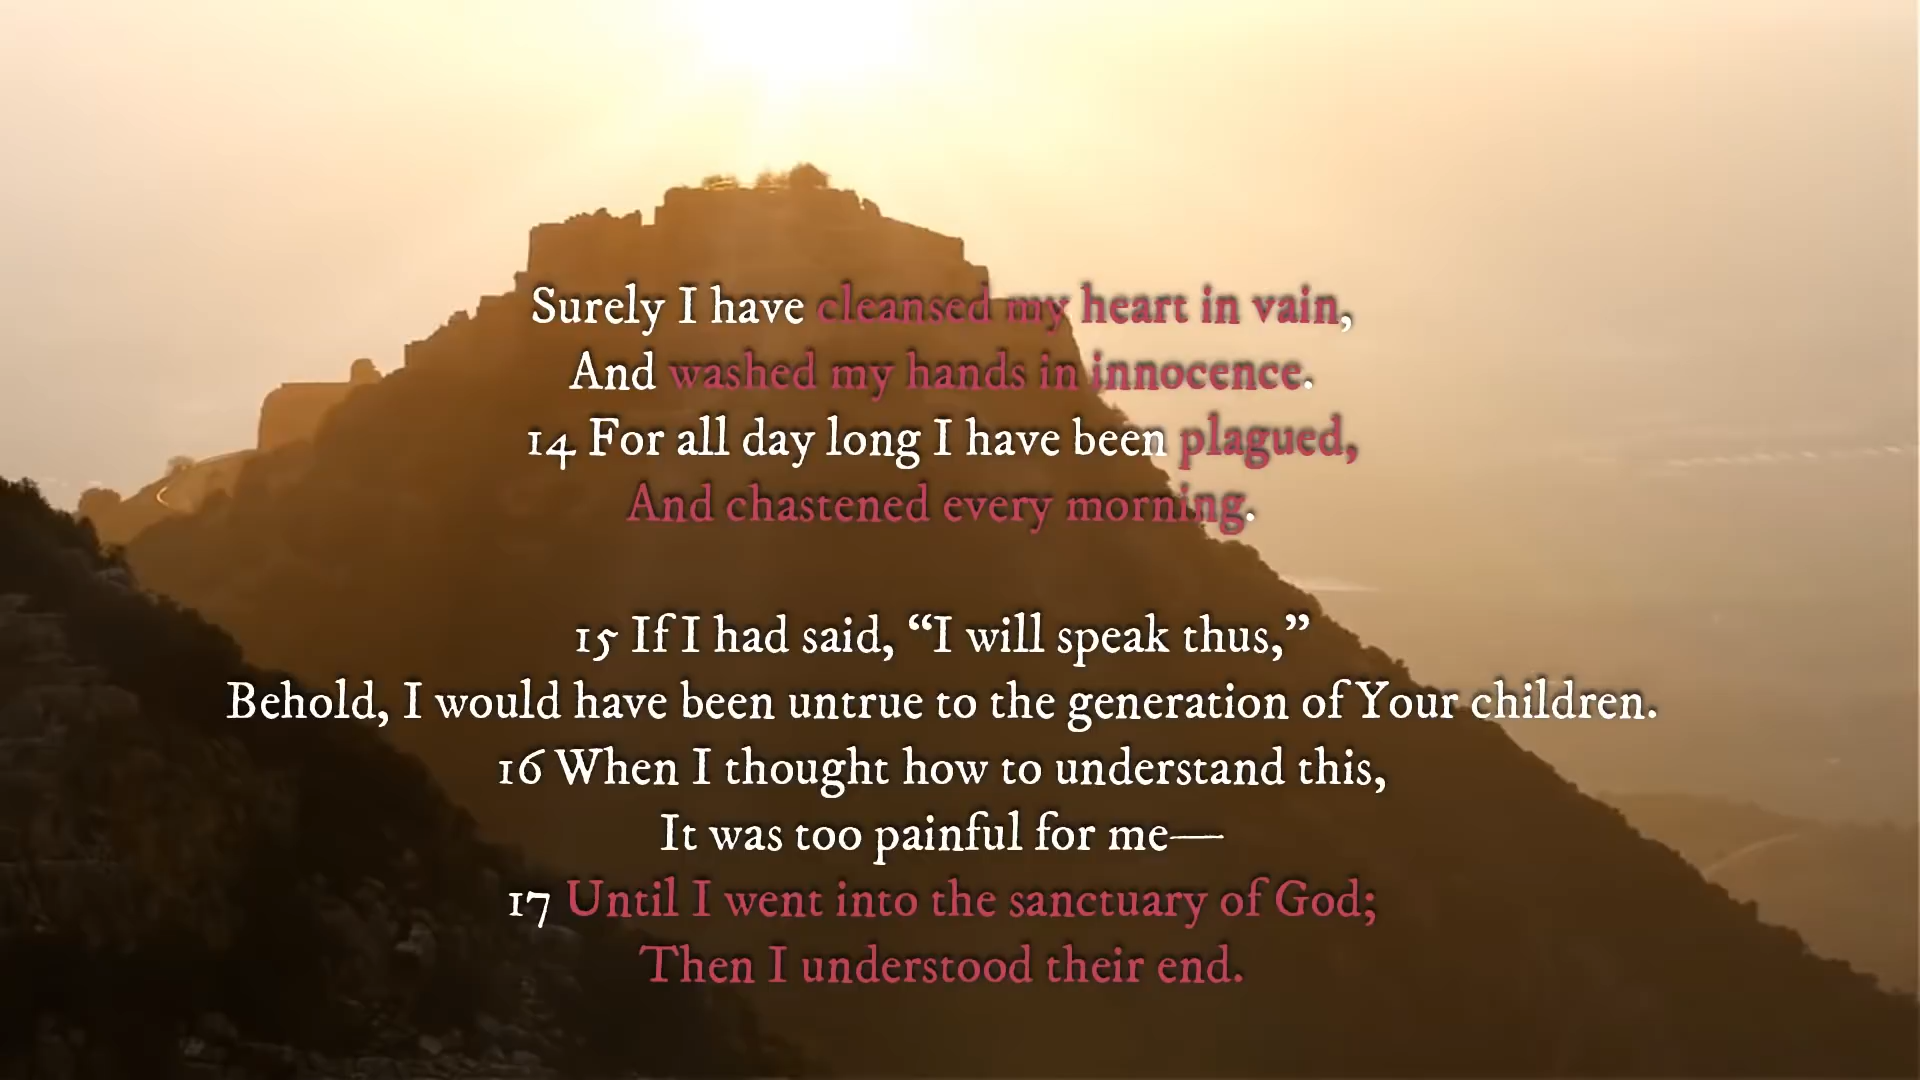 Surely I have cleansed my heart in vain,
And washed my hands in innocence.
14 For all day long I have been plagued,
And chastened every morning.
15 If I had said, “I will speak thus,”
Behold, I would have been untrue to the generation of Your children.
16 When I thought how to understand this,
It was too painful for me—
17 Until I went into the sanctuary of God;
Then I understood their end.